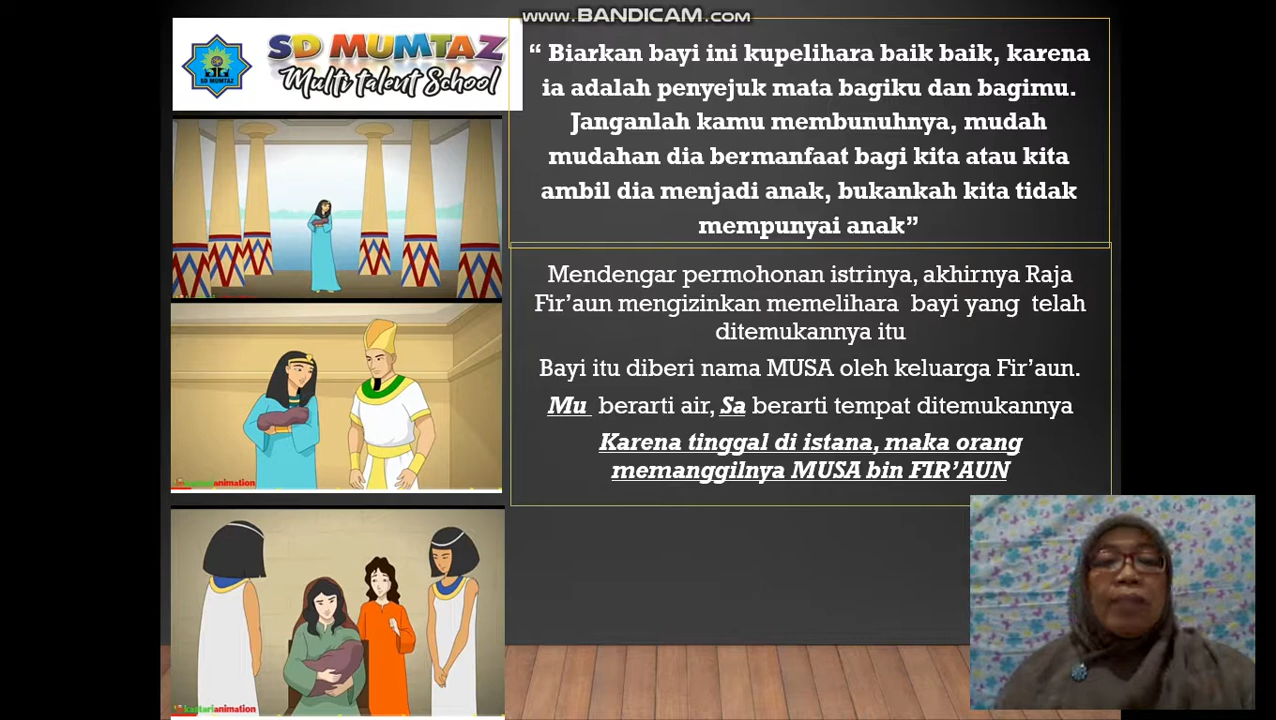 www.BANDICAM.com
SD MUMTAZ
Multi talent School
SD MUMTAZ
“ Biarkan bayi ini kupelihara baik baik, karena
ia adalah penyejuk mata bagiku dan bagimu.
Janganlah kamu membunuhnya, mudah
mudahan dia bermanfaat bagi kita atau kita
ambil dia menjadi anak, bukankah kita tidak
mempunyai anak”
Mendengar permohonan istrinya, akhirnya Raja
Fir’aun mengizinkan memelihara bayi yang telah
ditemukannya itu
Bayi itu diberi nama MUSA oleh keluarga Fir’aun.
Mu berarti air, Sa berarti tempat ditemukannya
Karena tinggal di istana, maka orang
memanggilnya MUSA bin FIR’AUN
kastarianimation
kastarianimation